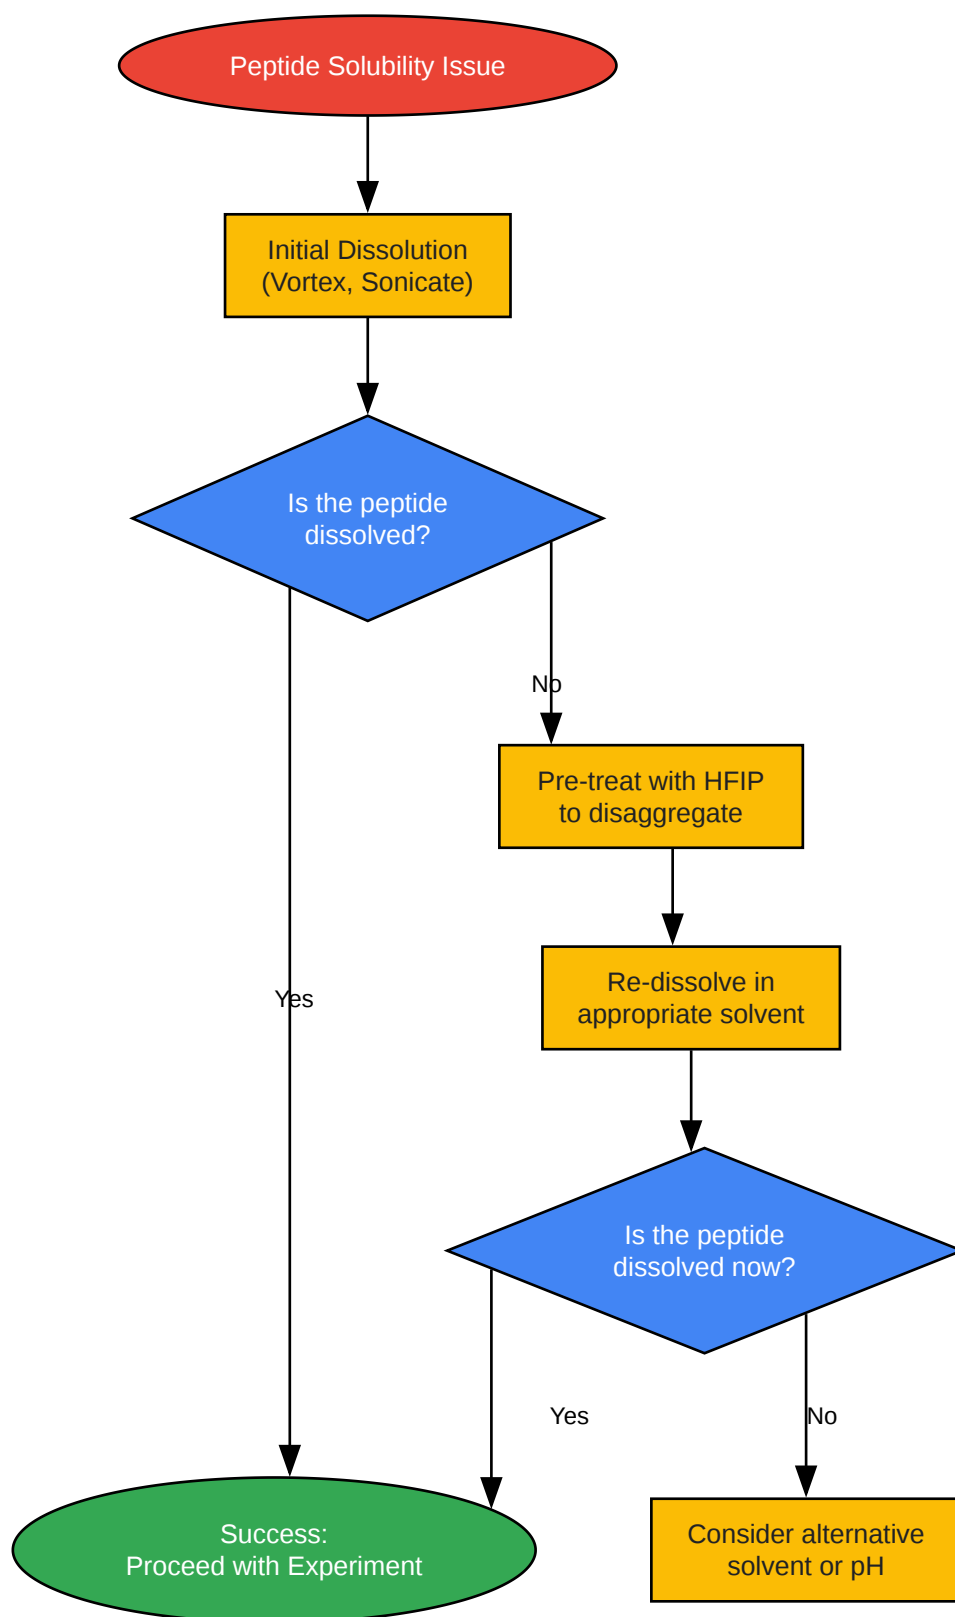 Peptide Solubility Issue
Initial Dissolution
(Vortex, Sonicate)
Is the peptide
dissolved?
No
Pre-treat with HFIP
to disaggregate
Re-dissolve in
appropriate solvent
Yes
Is the peptide
dissolved now?
Yes
No
Success:
Proceed with Experiment
Consider alternative
solvent or pH